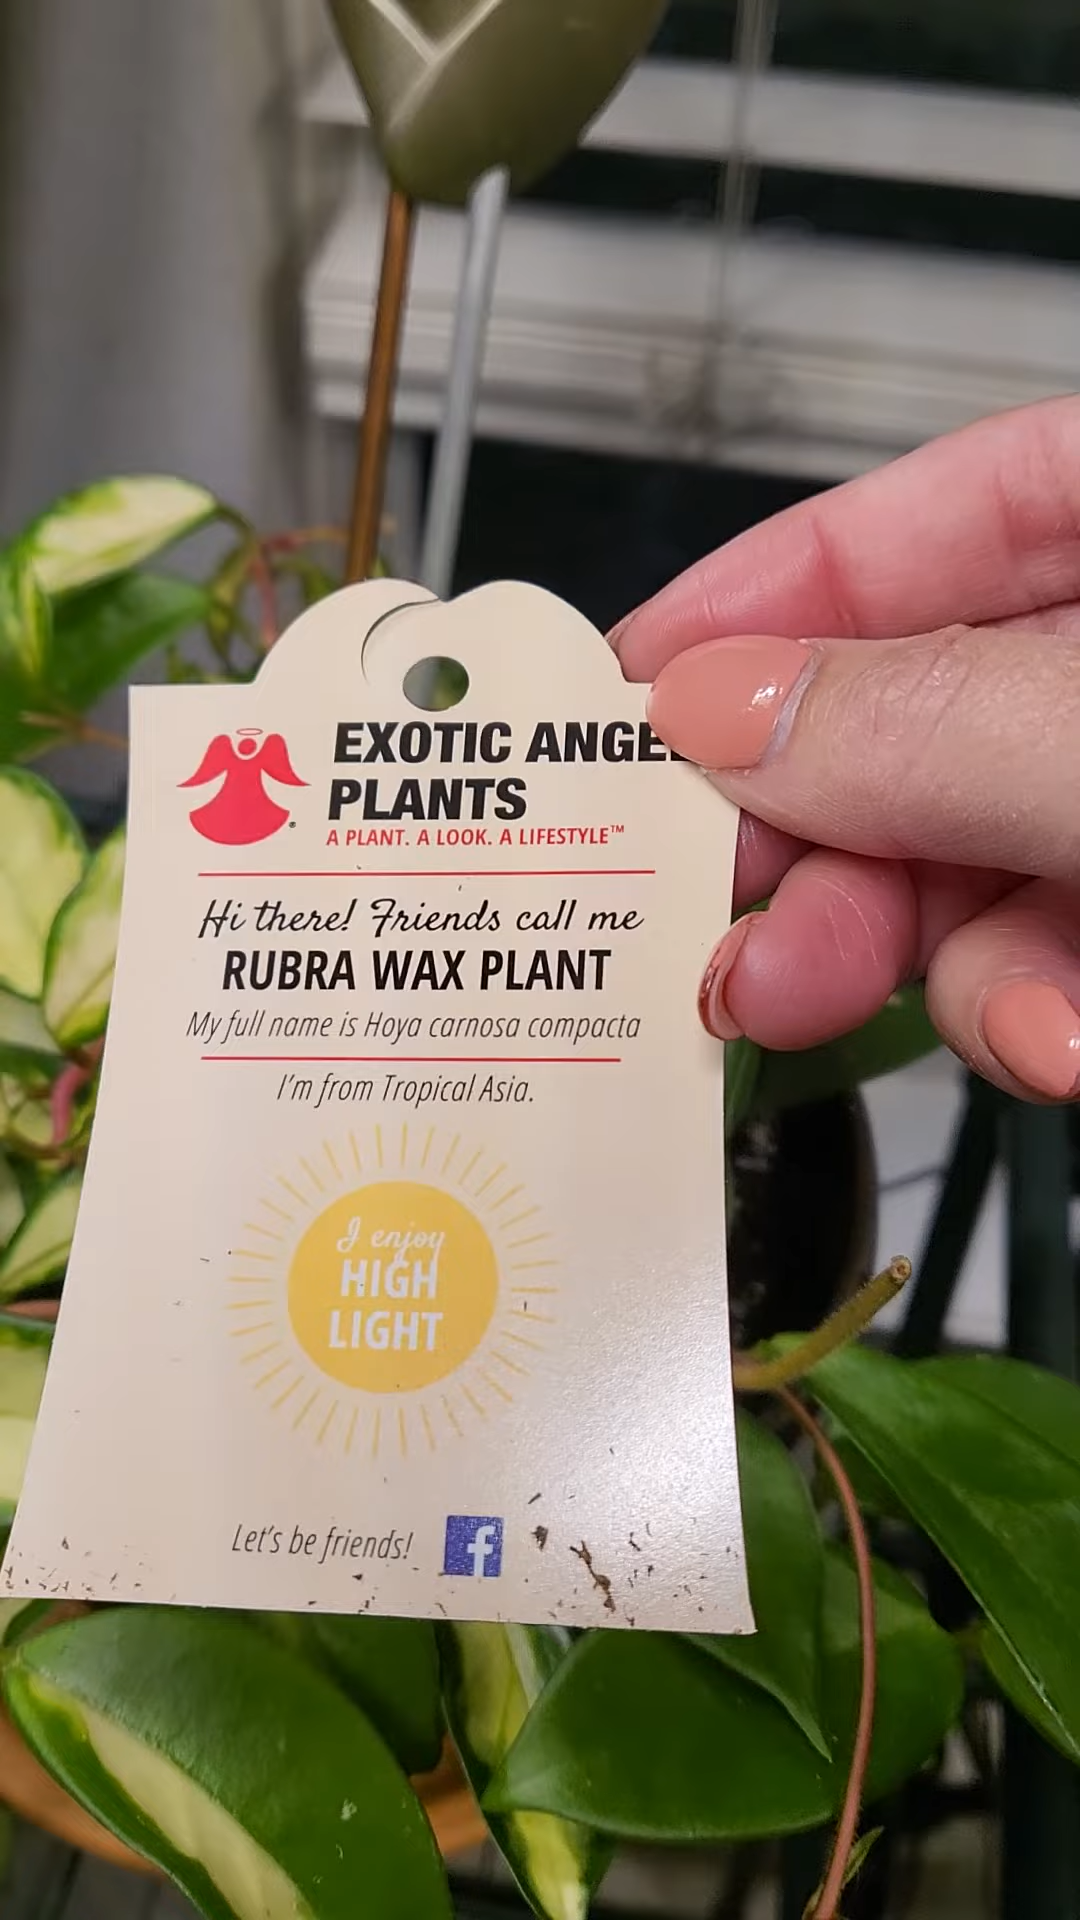 EXOTIC ANGE
PLANTS
A PLANT. A LOOK. A LIFESTYLE™
Hi there! Friends call me
RUBRA WAX PLANT
My full name is Hoya carnosa compacta
I'm from Tropical Asia.
I enjoy
HIGH
LIGHT
Let's be friends! f